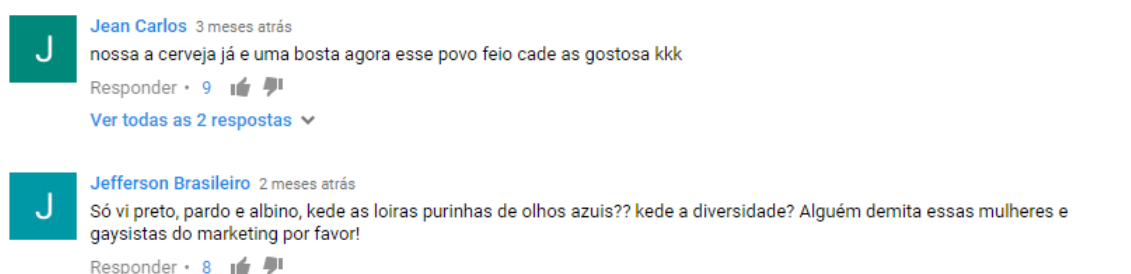 J
Jean Carlos 3 meses atrás
nossa a cerveja já e uma bosta agora esse povo feio cade as gostosa kkk
Responder • 9
Ver todas as 2 respostas
J
Jefferson Brasileiro 2 meses atrás
Só vi preto, pardo e albino, kede as loiras purinhas de olhos azuis?? kede a diversidade? Alguém demita essas mulheres e
gaysistas do marketing por favor!
Responder • 8